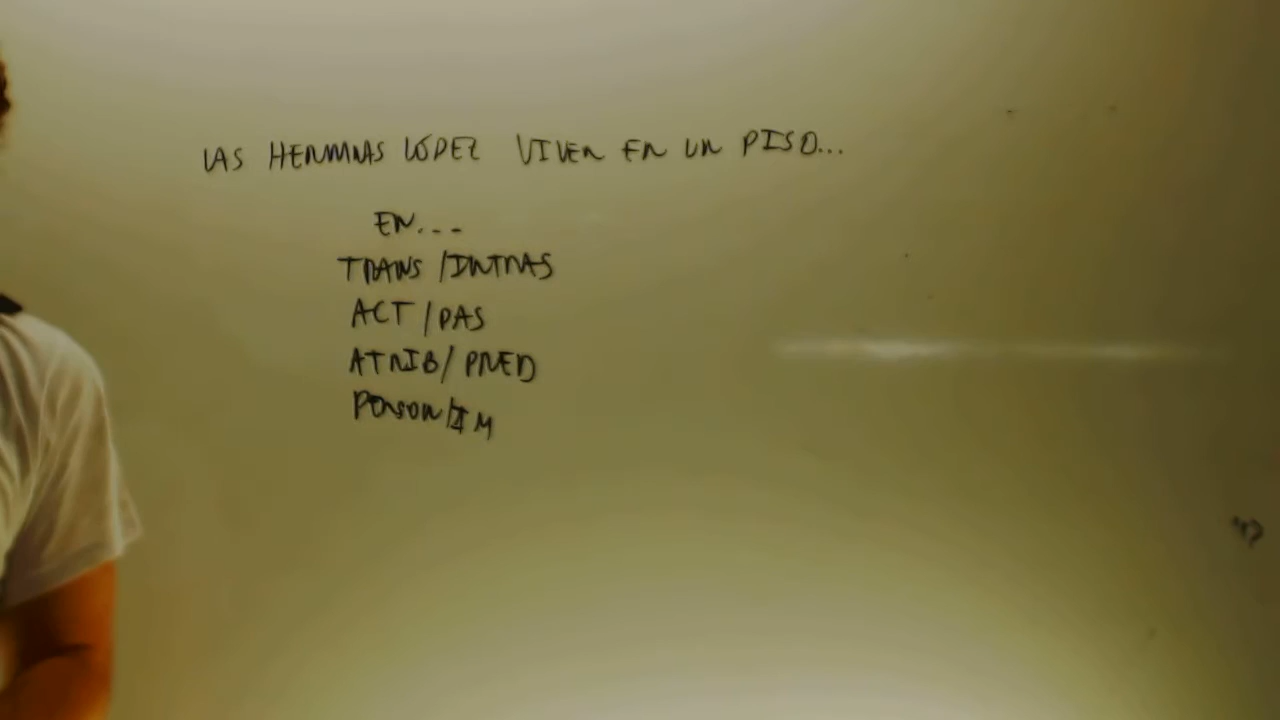 LAS HERMANAS LÓPEZ VIVEN EN UN PISO...
EN...
TRANS /INTRAS
ACT / PAS
ATRIB / PRED
PERSON/IM